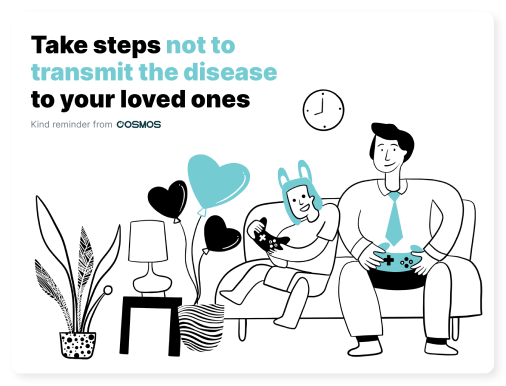 Take steps not to
transmit the disease
to your loved ones
Kind reminder from COSMOS